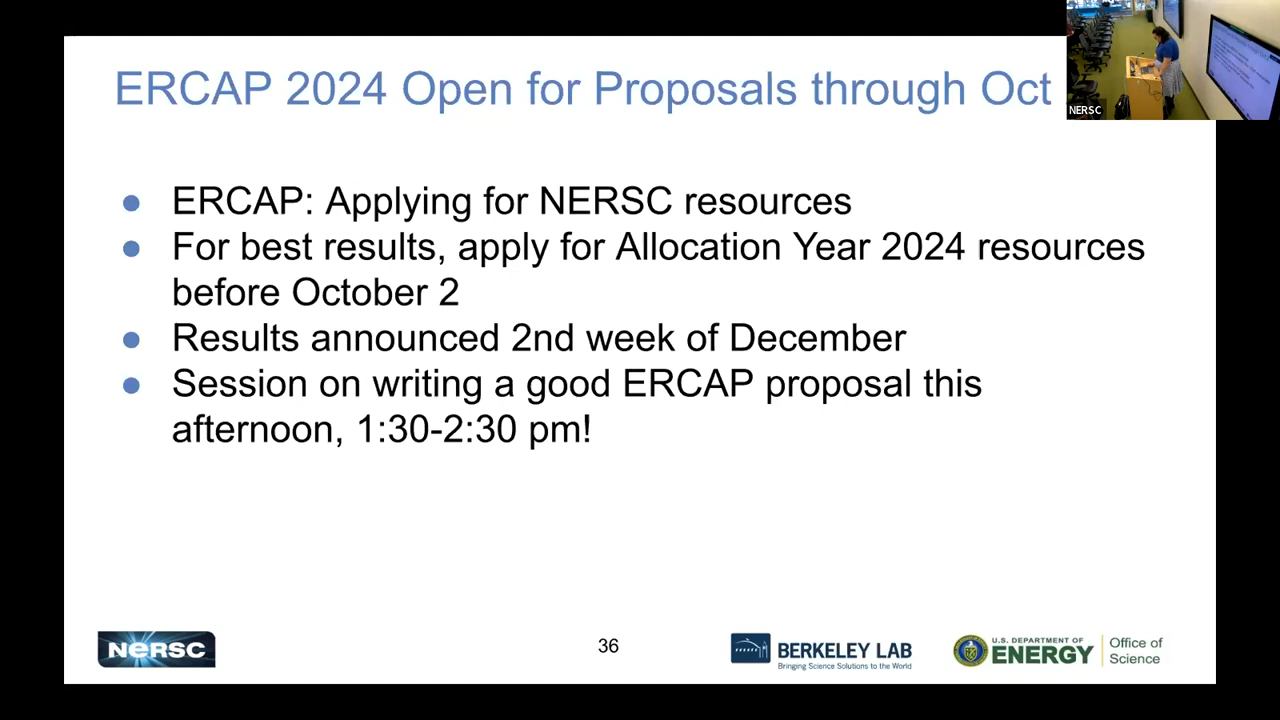 ERCAP 2024 Open for Proposals through Oct
NERSC
● ERCAP: Applying for NERSC resources
● For best results, apply for Allocation Year 2024 resources
before October 2
● Results announced 2nd week of December
● Session on writing a good ERCAP proposal this
afternoon, 1:30-2:30 pm!
NERSC
36
BERKELEY LAB
Bringing Science Solutions to the World
U.S. DEPARTMENT OF
ENERGY
Office of
Science